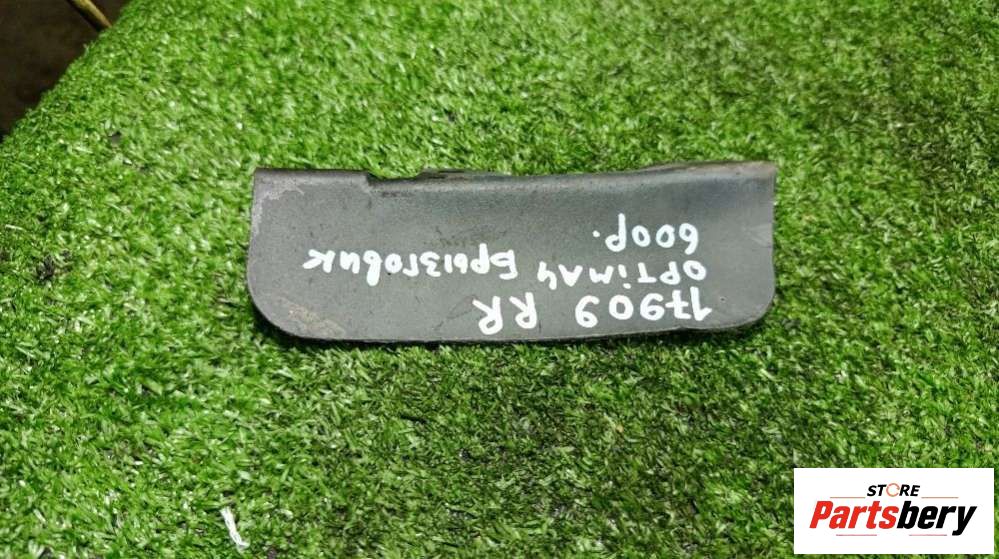 17909 RR
OPTiMA4 Брызговик
600р.
STORE
Partsbery